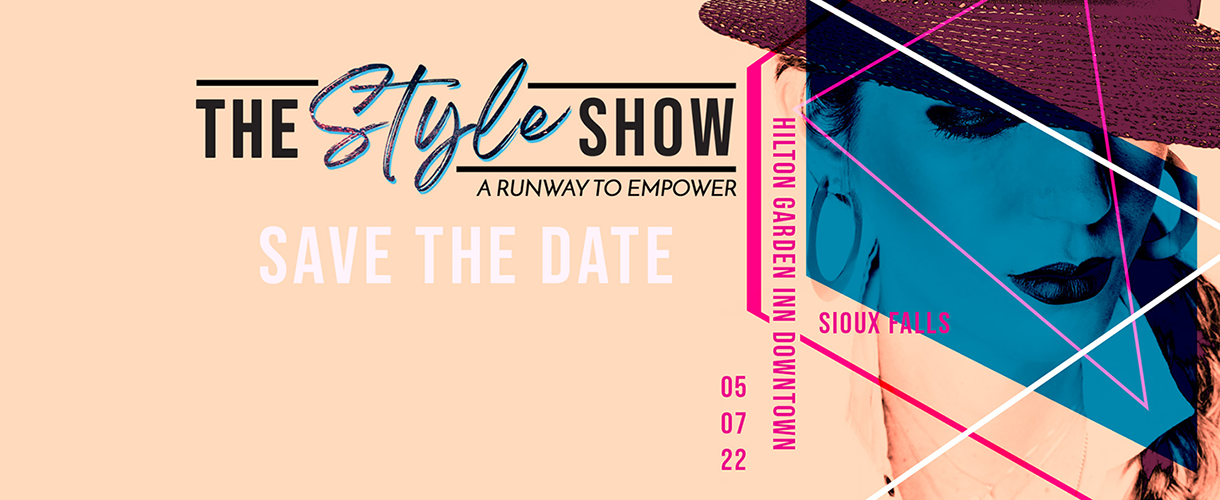 THE Style SHOW
A RUNWAY TO EMPOWER
SAVE THE DATE
HILTON GARDEN INN DOWNTOWN
SIOUX FALLS
05
07
22